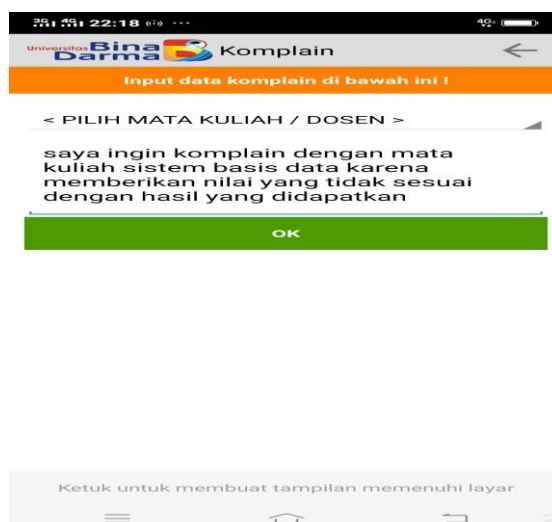 3G 4G 22:18 ...
Universitas Bina Darma Komplain
Input data komplain di bawah ini !
< PILIH MATA KULIAH / DOSEN >
saya ingin komplain dengan mata
kuliah sistem basis data karena
memberikan nilai yang tidak sesuai
dengan hasil yang didapatkan
OK
Ketuk untuk membuat tampilan memenuhi layar